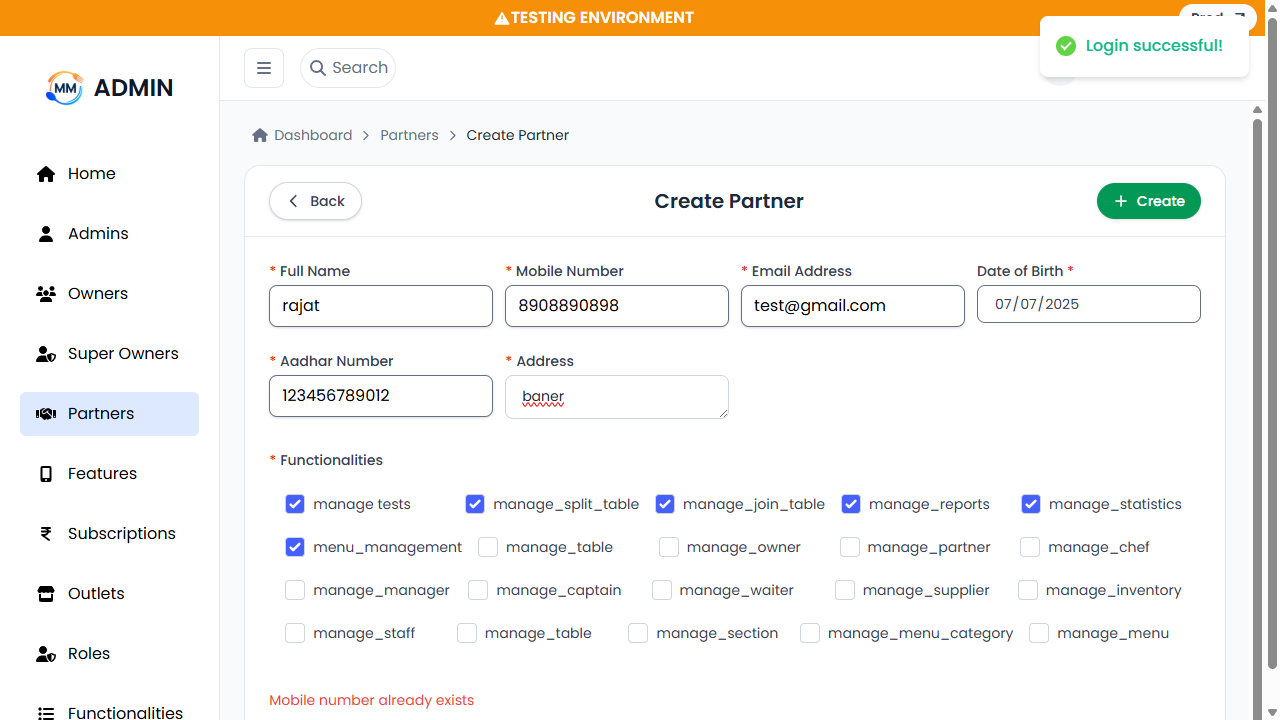 TESTING ENVIRONMENT
Login successful!
MM ADMIN
Search
Dashboard > Partners > Create Partner
Home
Admins
Owners
Super Owners
Partners
Features
Subscriptions
Outlets
Roles
Functionalities
Back
Create Partner
+ Create
* Full Name * Mobile Number * Email Address Date of Birth *
rajat 8908890898 test@gmail.com 07/07/2025
* Aadhar Number * Address
123456789012 baner
* Functionalities
manage tests manage_split_table manage_join_table manage_reports manage_statistics
menu_management manage_table manage_owner manage_partner manage_chef
manage_manager manage_captain manage_waiter manage_supplier manage_inventory
manage_staff manage_table manage_section manage_menu_category manage_menu
Mobile number already exists